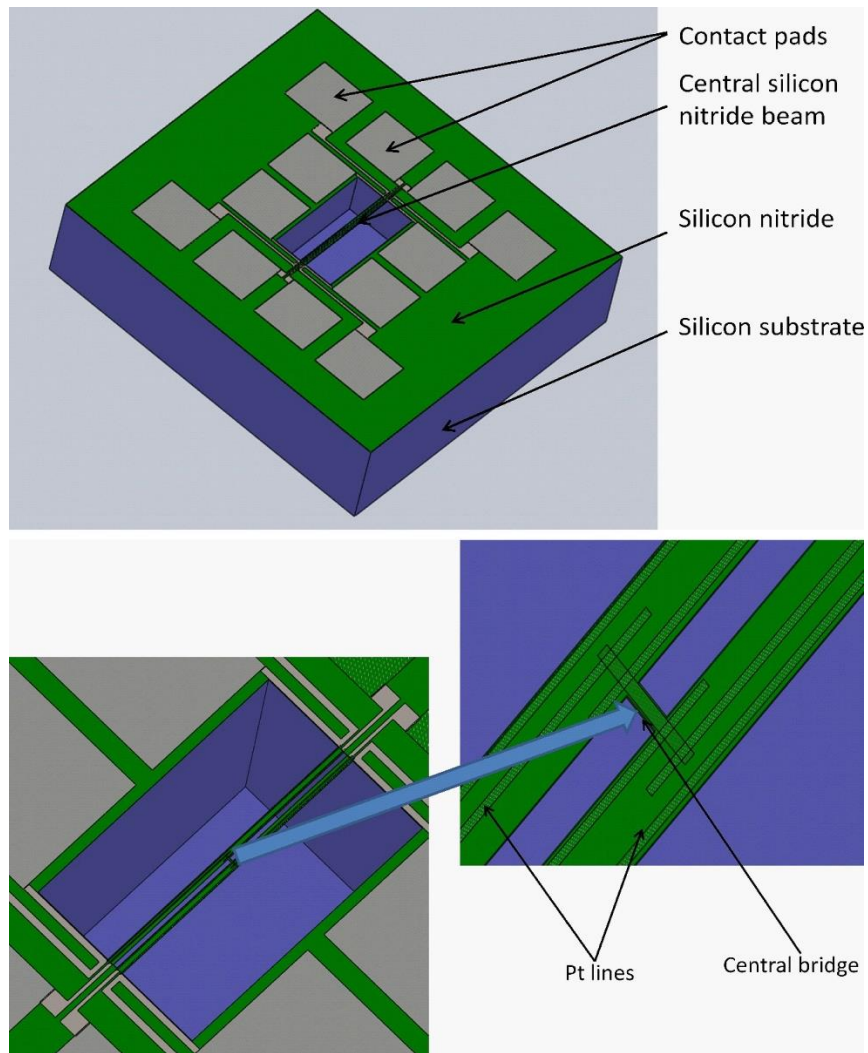 Contact pads
Central silicon
nitride beam
Silicon nitride
Silicon substrate
Pt lines
Central bridge